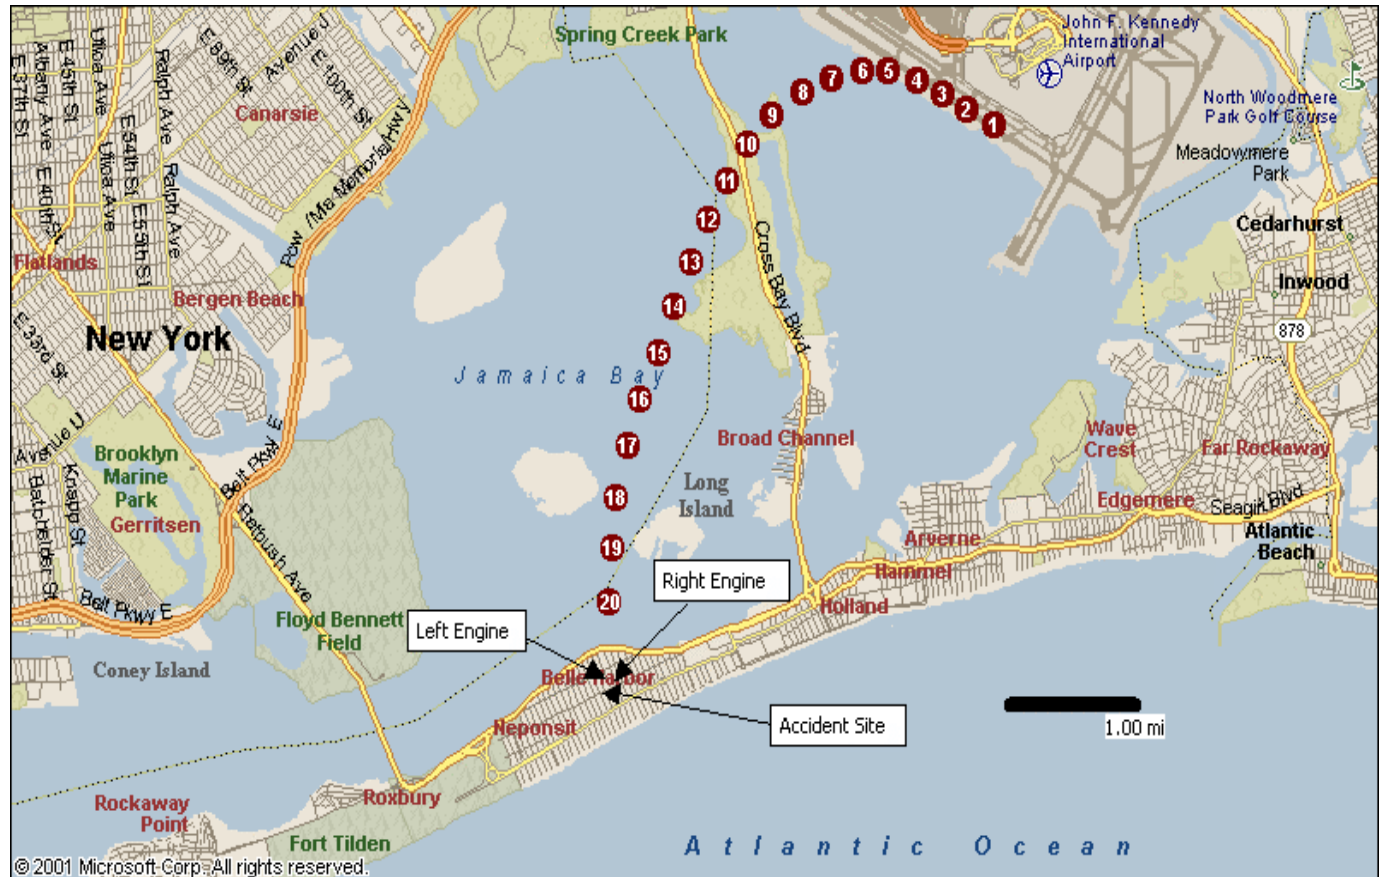 John F. Kennedy
International
Airport
Spring Creek Park
E 89th St
Avenue J
E 100th St
Canarsie
E 37th St
Albany Ave
E 45th St
Utica Ave
Ralph Ave
E 40th St
E 54th St
Utica Ave
E 55th St
Ralph Ave
North Woodmere
Park Golf Course
Meadowmere
Park
1
2
3
4
5
6
7
8
9
10
11
12
13
14
15
16
17
18
19
20
Cedarhurst
Inwood
878
Flatlands
Bergen Beach
E 33rd St
New York
Cross Bay Blvd
Jamaica Bay
Broad Channel
Wave
Crest
Far Rockaway
Avenue U
Brooklyn
Marine
Park
Belt Pkwy E
Gerritsen
Knapp St
Batchelder St
Flatbush Ave
Long
Island
Edgemere
Seagirt Blvd
Arverne
Atlantic
Beach
Hammel
Holland
Right Engine
Left Engine
Belt Pkwy E
Floyd Bennett
Field
Coney Island
Belle Harbor
Accident Site
1.00 mi
Neponsit
Roxbury
Rockaway
Point
Fort Tilden
Atlantic Ocean
© 2001 Microsoft Corp. All rights reserved.